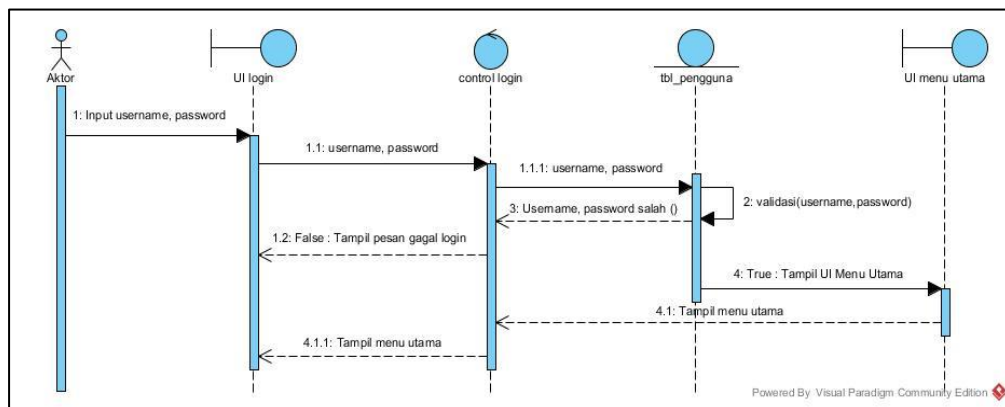 Aktor
UI login
control login
tbl_pengguna
UI menu utama
1: Input username, password
1.1: username, password
1.1.1: username, password
2: validasi(username,password)
3: Username, password salah ()
1.2: False : Tampil pesan gagal login
4: True : Tampil UI Menu Utama
4.1: Tampil menu utama
4.1.1: Tampil menu utama
Powered By Visual Paradigm Community Edition